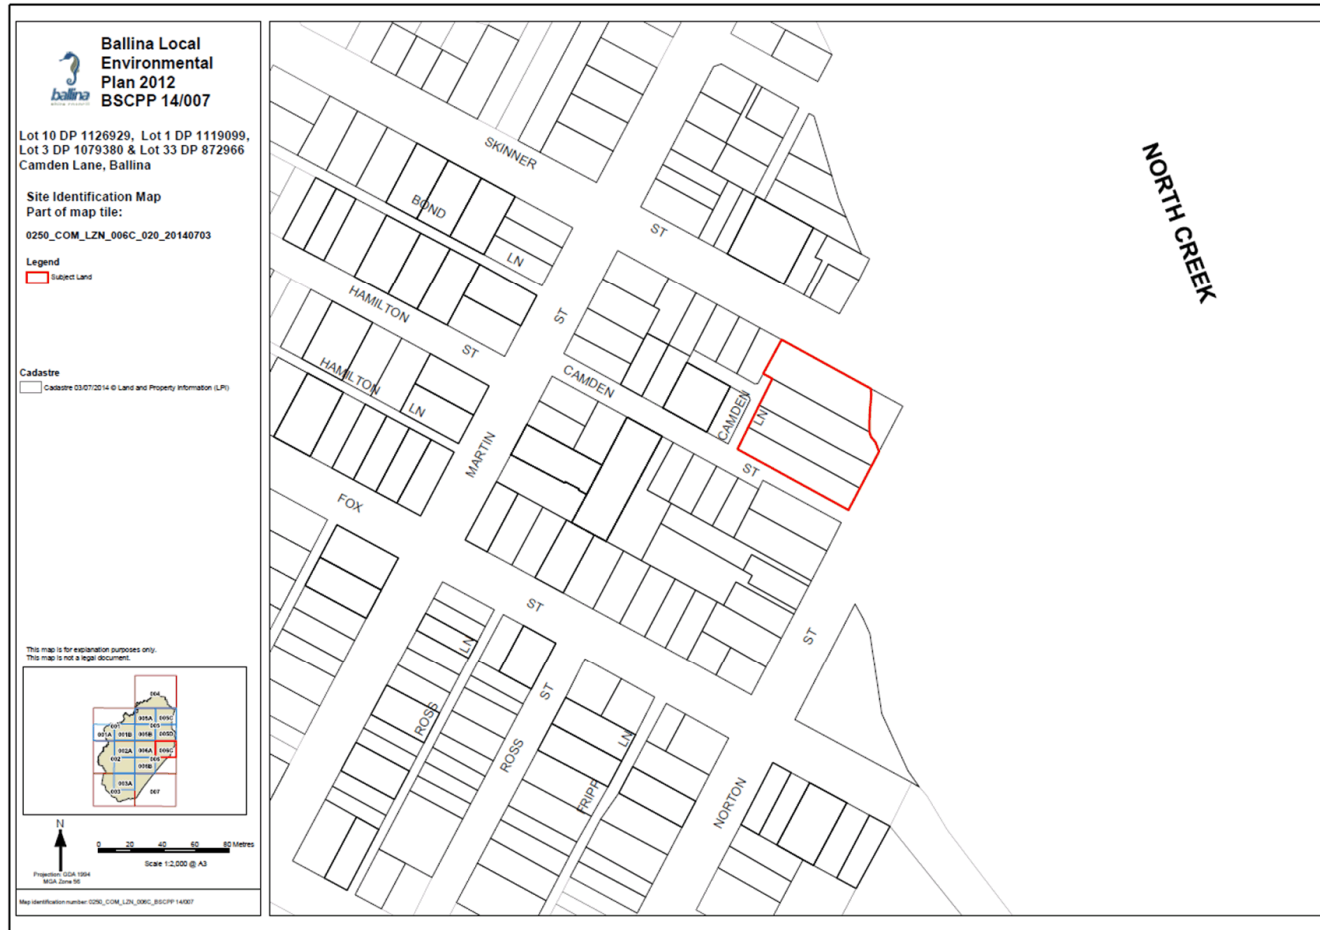 Ballina Local
Environmental
Plan 2012
BSCPP 14/007
ballina
Lot 10 DP 1126929, Lot 1 DP 1119099,
Lot 3 DP 1079380 & Lot 33 DP 872966
Camden Lane, Ballina
Site Identification Map
Part of map tile:
0250_COM_LZN_006C_020_20140703
Legend
Subject Land
Cadastre
Cadastre 03/07/2014 © Land and Property Information (LPI)
This map is for explanation purposes only.
This map is not a legal document.
004
005A
005C
001
005
001A
001B
005B
005D
002A
006A
006C
002
006
006B
003A
003
007
N
0 20 40 60 80 Metres
Scale 1:2,000 @ A3
Projection: GDA 1994
MGA Zone 56
Map identification number: 0250_COM_LZN_006C_BSCPP 14/007
SKINNER
ST
BOND
LN
HAMILTON
ST
HAMILTON
LN
FOX
ST
MARTIN
ST
CAMDEN
ST
CAMDEN
LN
ROSS
LN
ROSS
ST
FRIPP
LN
NORTON
ST
NORTH CREEK